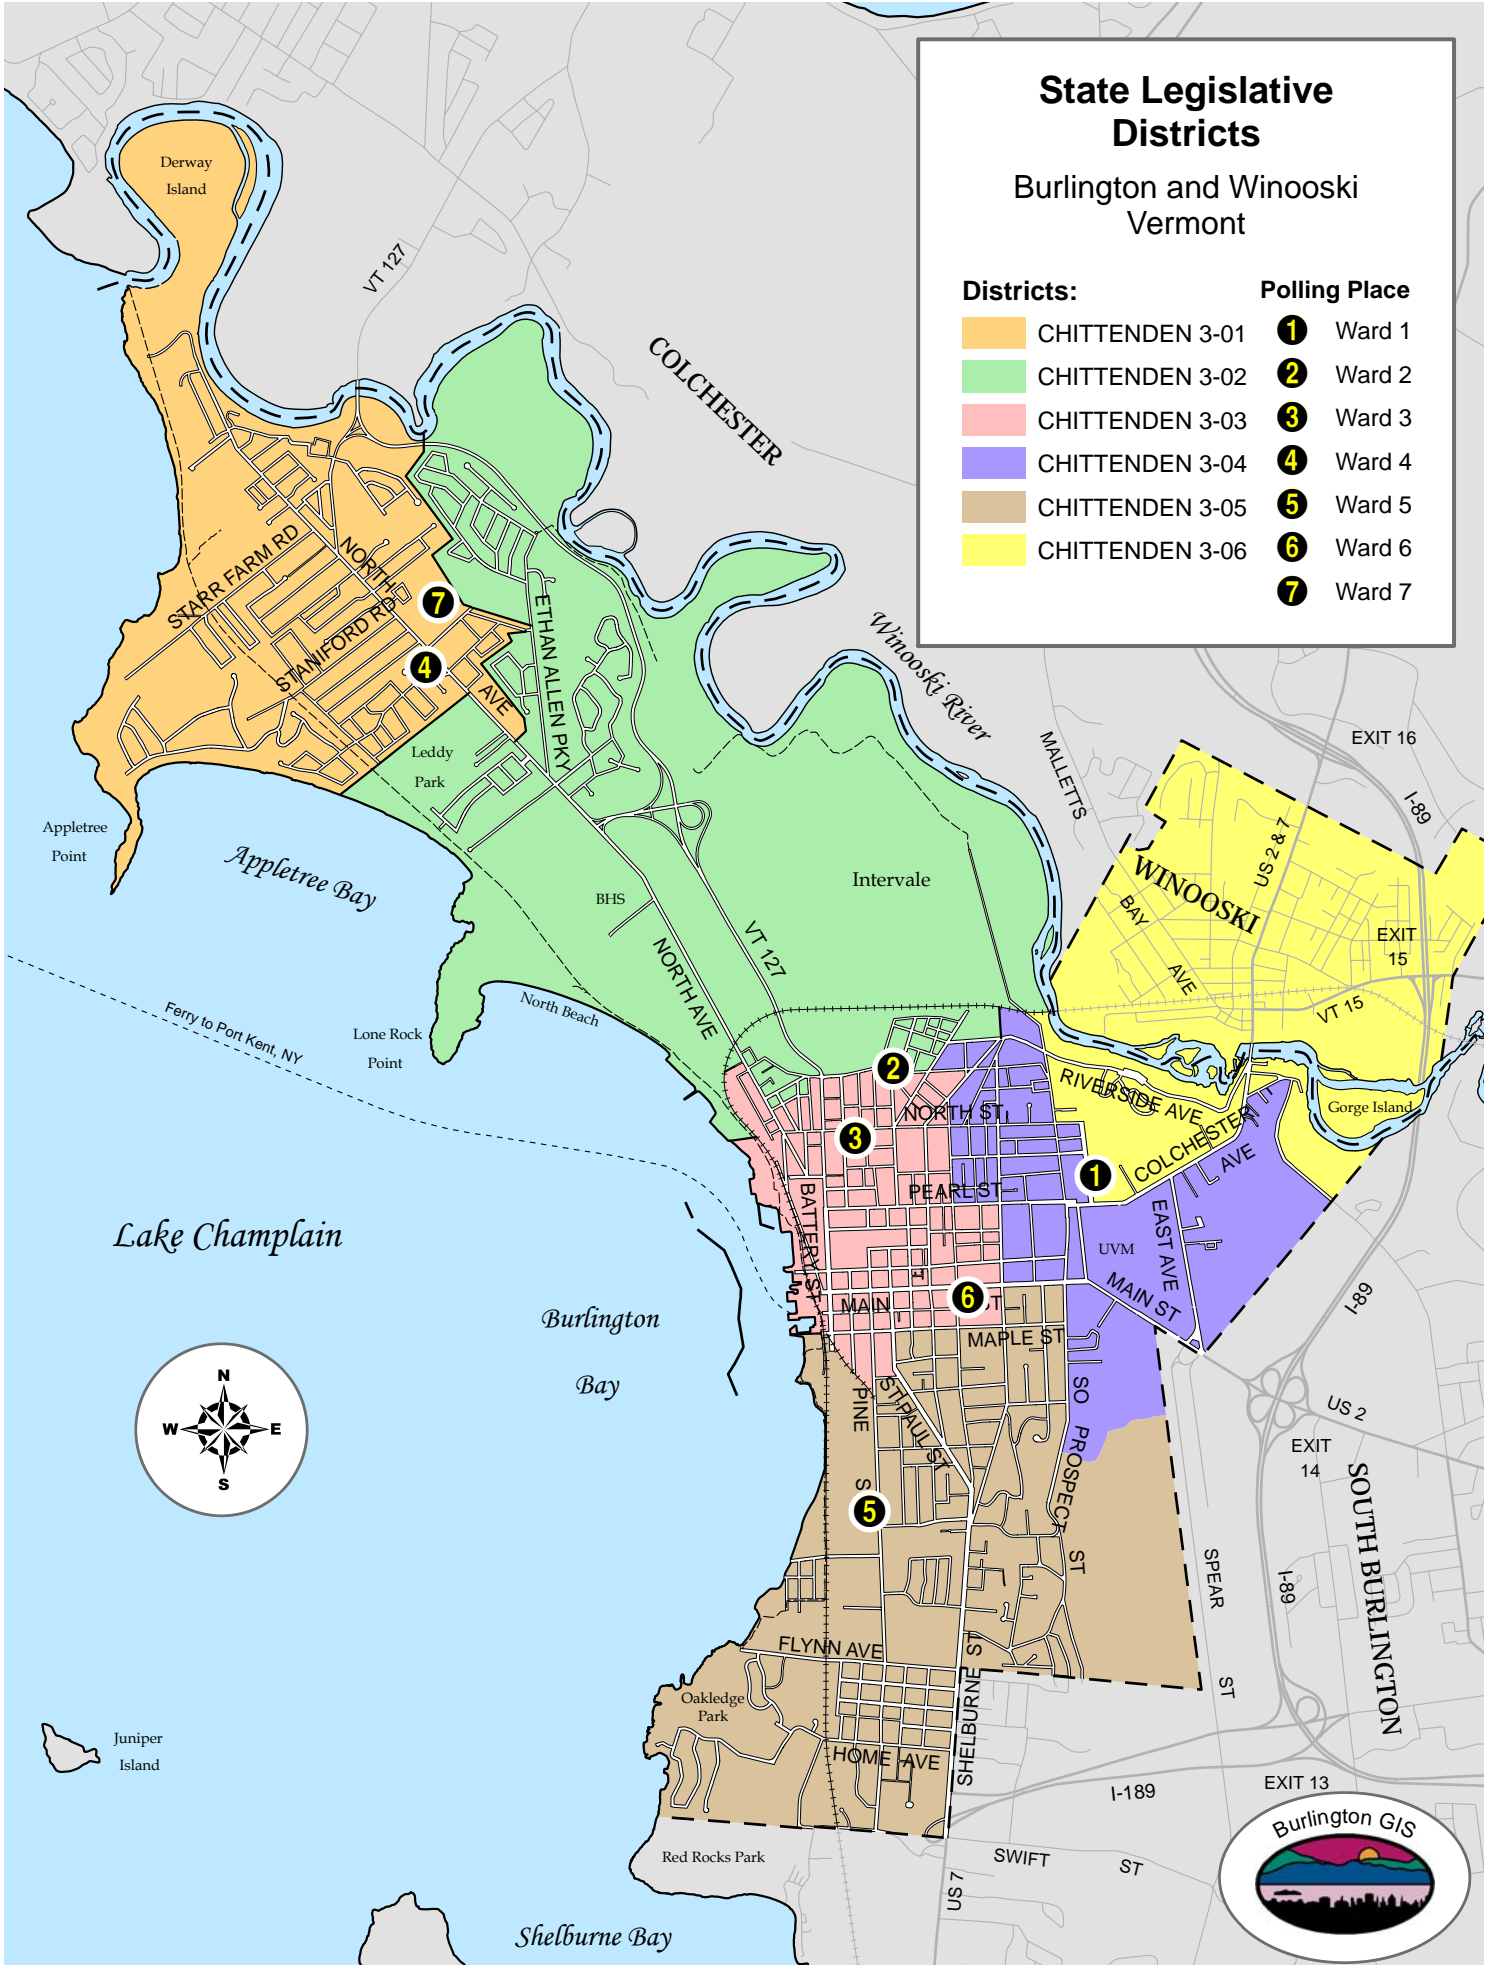 State Legislative
Districts
Burlington and Winooski
Vermont
Districts:
CHITTENDEN 3-01
CHITTENDEN 3-02
CHITTENDEN 3-03
CHITTENDEN 3-04
CHITTENDEN 3-05
CHITTENDEN 3-06
Polling Place
1 Ward 1
2 Ward 2
3 Ward 3
4 Ward 4
5 Ward 5
6 Ward 6
7 Ward 7
Derway
Island
VT 127
COLCHESTER
STARR FARM RD
NORTH
STANIFORD RD
7
4
AVE
ETHAN ALLEN PKY
Winooski River
Leddy
Park
MALLETTS
BAY
AVE
EXIT 16
I-89
US 2 & 7
WINOOSKI
EXIT
15
VT 15
Appletree
Point
Appletree Bay
BHS
Intervale
VT 127
NORTH AVE
North Beach
Ferry to Port Kent, NY
Lone Rock
Point
2
RIVERSIDE AVE
NORTH ST
3
Gorge Island
COLCHESTER
AVE
1
PEARL ST
BATTERY ST
EAST AVE
UVM
Lake Champlain
MAIN ST
6
MAIN
ST
I-89
Burlington
Bay
MAPLE ST
N
W
E
S
PINE
S
ST PAUL ST
SO PROSPECT ST
US 2
EXIT
14
SOUTH BURLINGTON
5
SPEAR
ST
I-89
FLYNN AVE
Oakledge
Park
SHELBURNE ST
HOME AVE
Juniper
Island
I-189
EXIT 13
Red Rocks Park
SWIFT
ST
US 7
Shelburne Bay
Burlington GIS